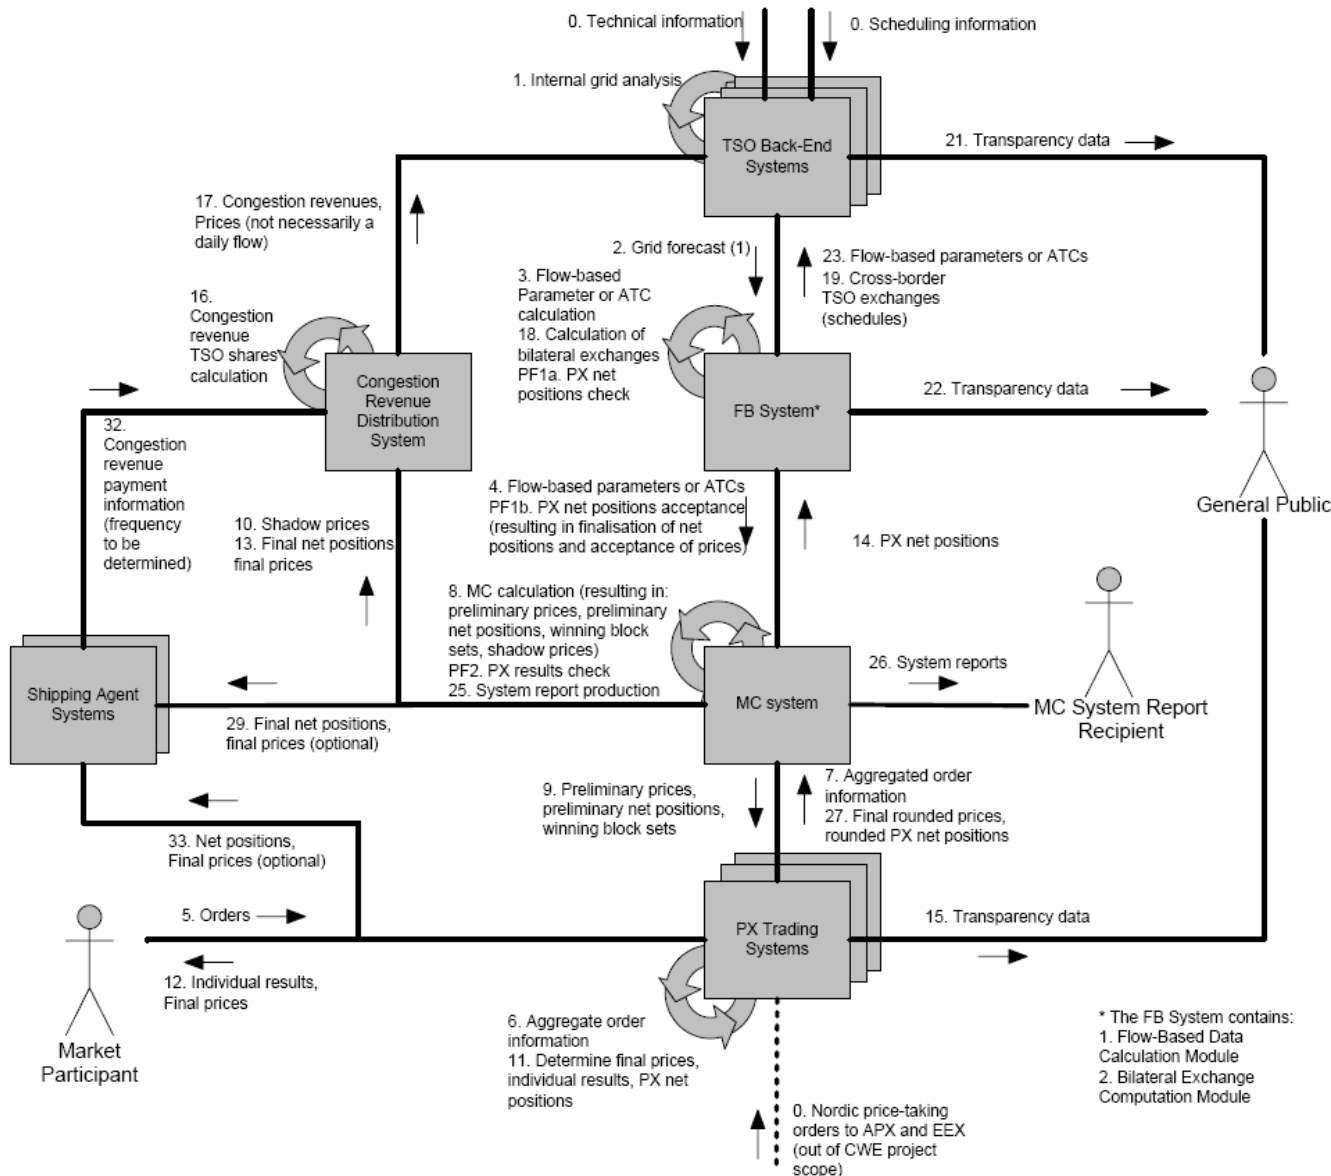 0. Technical information
0. Scheduling information
1. Internal grid analysis
TSO Back-End
Systems
21. Transparency data
17. Congestion revenues,
Prices (not necessarily a
daily flow)
2. Grid forecast (1)
23. Flow-based parameters or ATCs
19. Cross-border
TSO exchanges
(schedules)
3. Flow-based
Parameter or ATC
calculation
18. Calculation of
bilateral exchanges
PF1a. PX net
positions check
16.
Congestion
revenue
TSO shares
calculation
Congestion
Revenue
Distribution
System
FB System*
22. Transparency data
General Public
32.
Congestion
revenue
payment
information
(frequency
to be
determined)
10. Shadow prices
13. Final net positions,
final prices
4. Flow-based parameters or ATCs
PF1b. PX net positions acceptance
(resulting in finalisation of net
positions and acceptance of prices)
14. PX net positions
8. MC calculation (resulting in:
preliminary prices, preliminary
net positions, winning block
sets, shadow prices)
PF2. PX results check
25. System report production
MC system
26. System reports
MC System Report
Recipient
Shipping Agent
Systems
29. Final net positions,
final prices (optional)
9. Preliminary prices,
preliminary net positions,
winning block sets
7. Aggregated order
information
27. Final rounded prices,
rounded PX net positions
33. Net positions,
Final prices (optional)
5. Orders
PX Trading
Systems
15. Transparency data
12. Individual results,
Final prices
Market
Participant
6. Aggregate order
information
11. Determine final prices,
individual results, PX net
positions
0. Nordic price-taking
orders to APX and EEX
(out of CWE project
scope)
* The FB System contains:
1. Flow-Based Data
Calculation Module
2. Bilateral Exchange
Computation Module